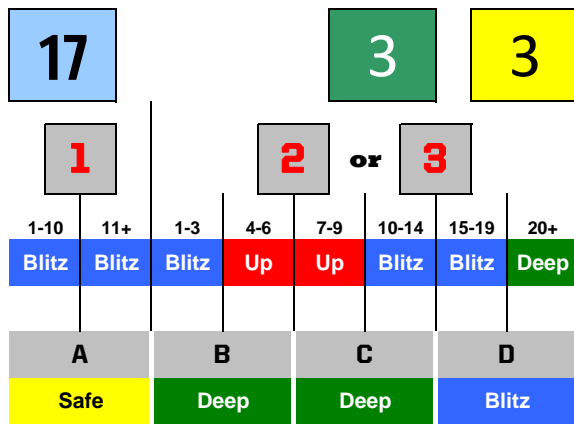 17 3 3
1 2 or 3
1-10 11+ 1-3 4-6 7-9 10-14 15-19 20+
Blitz Blitz Blitz Up Up Blitz Blitz Deep
A B C D
Safe Deep Deep Blitz